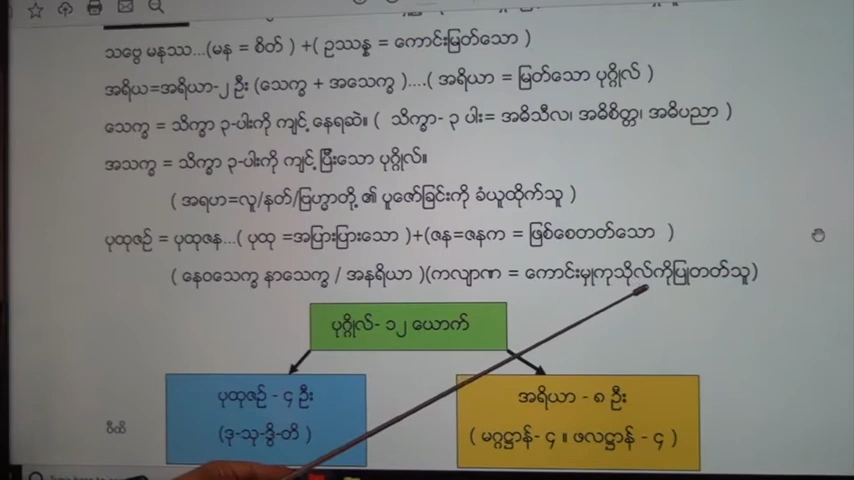 သဗ္ဗေ မနုဿ...(မန = စိတ် ) +( ဥဿန္န = ကောင်းမြတ်သော )
အရိယ=အရိယာ-၂ ဦး (သေက္ခ + အသေက္ခ )....( အရိယာ = မြတ်သော ပုဂ္ဂိုလ် )
သေက္ခ = သိက္ခာ ၃-ပါးကို ကျင့် နေရဆဲ။ ( သိက္ခာ- ၃ ပါး= အဓိသီလ၊ အဓိစိတ္တ၊ အဓိပညာ )
အသက္ခ = သိက္ခာ ၃-ပါးကို ကျင့် ပြီးသော ပုဂ္ဂိုလ်။
( အရဟ=လူ/နတ်/ဗြဟ္မာတို့ ၏ ပူဇော်ခြင်းကို ခံယူထိုက်သူ )
ပုထုဇဉ် = ပုထုဇန...( ပုထု =အပြားပြားသော )+(ဇန=ဇနက = ဖြစ်စေတတ်သော )
( နေဝသေက္ခ နာသေက္ခ / အနရိယာ )(ကလျာဏ = ကောင်းမှုကုသိုလ်ကိုပြုတတ်သူ)
ပုဂ္ဂိုလ်- ၁၂ ယောက်
ပုထုဇဉ် - ၄ ဦး
(ဒု-သု-ဒွိ-တိ )
အရိယာ - ၈ ဦး
( မဂ္ဂဋ္ဌာန်- ၄ ။ ဖလဋ္ဌာန် - ၄ )
ဝီထိ